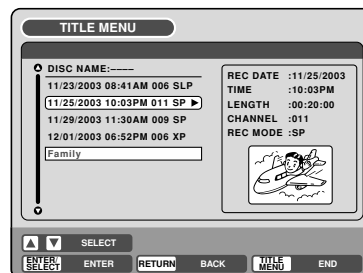 TITLE MENU
DISC NAME:----
11/23/2003 08:41AM 006 SLP
11/25/2003 10:03PM 011 SP ▶
11/29/2003 11:30AM 009 SP
12/01/2003 06:52PM 006 XP
Family
REC DATE :11/25/2003
TIME :10:03PM
LENGTH :00:20:00
CHANNEL :011
REC MODE :SP
▲ ▼ SELECT
ENTER/SELECT ENTER RETURN BACK TITLE MENU END